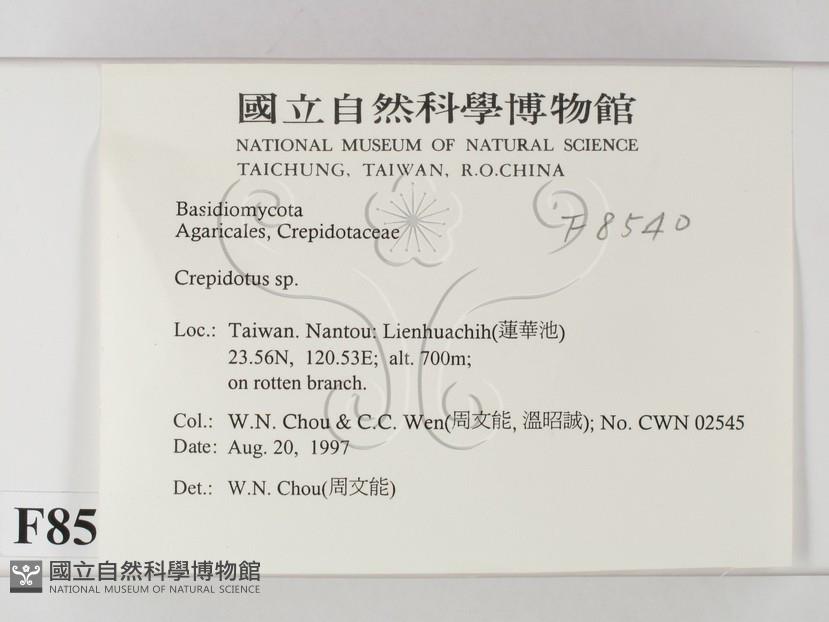 國立自然科學博物館
NATIONAL MUSEUM OF NATURAL SCIENCE
TAICHUNG, TAIWAN, R.O.CHINA
Basidiomycota
Agaricales, Crepidotaceae
F8540
Crepidotus sp.
Loc.: Taiwan. Nantou: Lienhuachih(蓮華池)
23.56N, 120.53E; alt. 700m;
on rotten branch.
Col.: W.N. Chou & C.C. Wen(周文能, 溫昭誠); No. CWN 02545
Date: Aug. 20, 1997
Det.: W.N. Chou(周文能)
F85
國立自然科學博物館
NATIONAL MUSEUM OF NATURAL SCIENCE